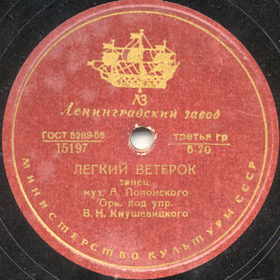 ЛЗ
Ленинградский завод
ГОСТ 5289-56 третья гр
15197 6-70
ЛЕГКИЙ ВЕТЕРОК
танец
муз. А. Полонского
Орк. под упр.
В. Н. Кнушевицкого
МИНИСТЕРСТВО КУЛЬТУРЫ СССР